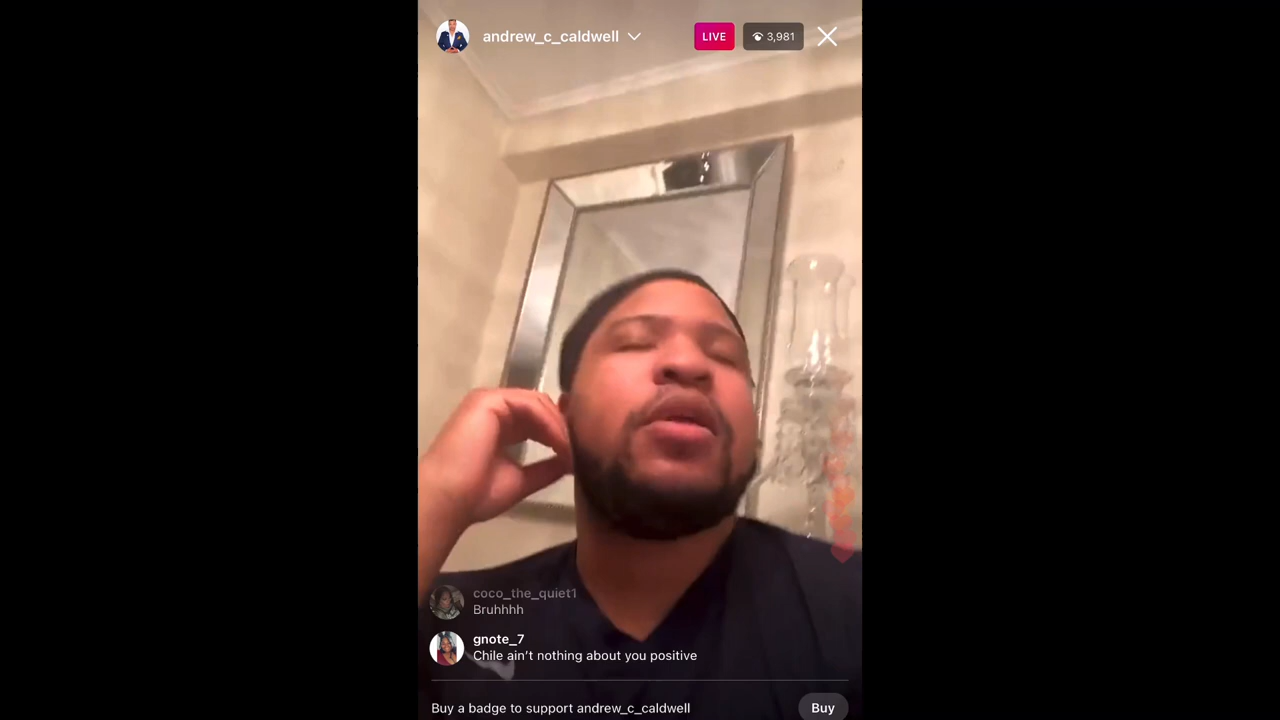 andrew_c_caldwell
LIVE
3,981
coco_the_quiet1
Bruhhhh
gnote_7
Chile ain’t nothing about you positive
Buy a badge to support andrew_c_caldwell
Buy